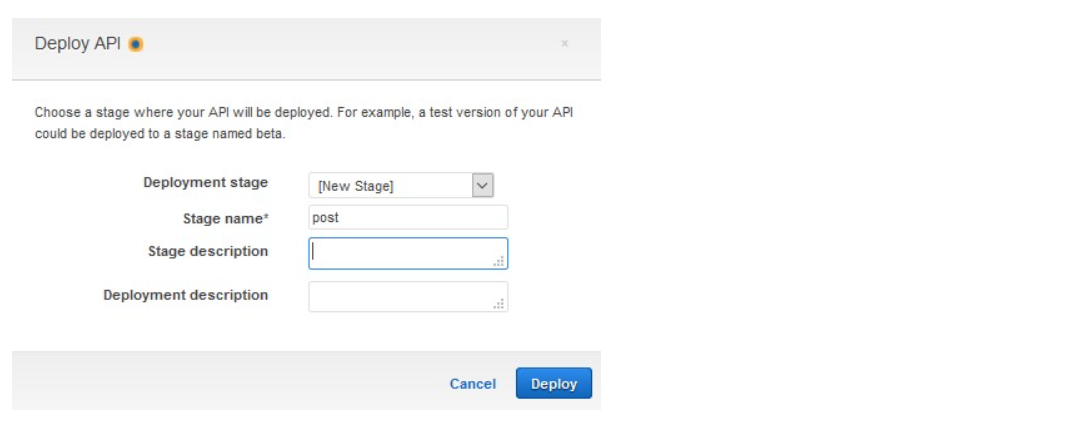 Deploy API
×
Choose a stage where your API will be deployed. For example, a test version of your API
could be deployed to a stage named beta.
Deployment stage [New Stage]
Stage name* post
Stage description
Deployment description
Cancel Deploy